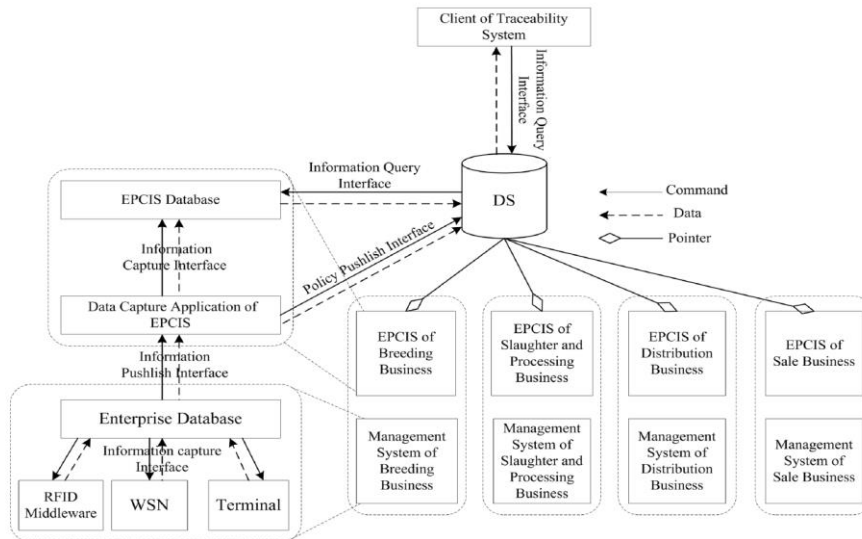 Client of Traceability
System
Information Query
Interface
Information Query
Interface
DS
Command
Data
Pointer
EPCIS Database
Information
Capture Interface
Policy Pushlish Interface
Data Capture Application of
EPCIS
Information
Pushlish Interface
Enterprise Database
Information capture
Interface
RFID
Middleware
WSN
Terminal
EPCIS of
Breeding
Business
EPCIS of
Slaughter and
Processing
Business
EPCIS of
Distribution
Business
EPCIS of
Sale Business
Management
System of
Breeding
Business
Management
System of
Slaughter and
Processing
Business
Management
System of
Distribution
Business
Management
System of
Sale Business